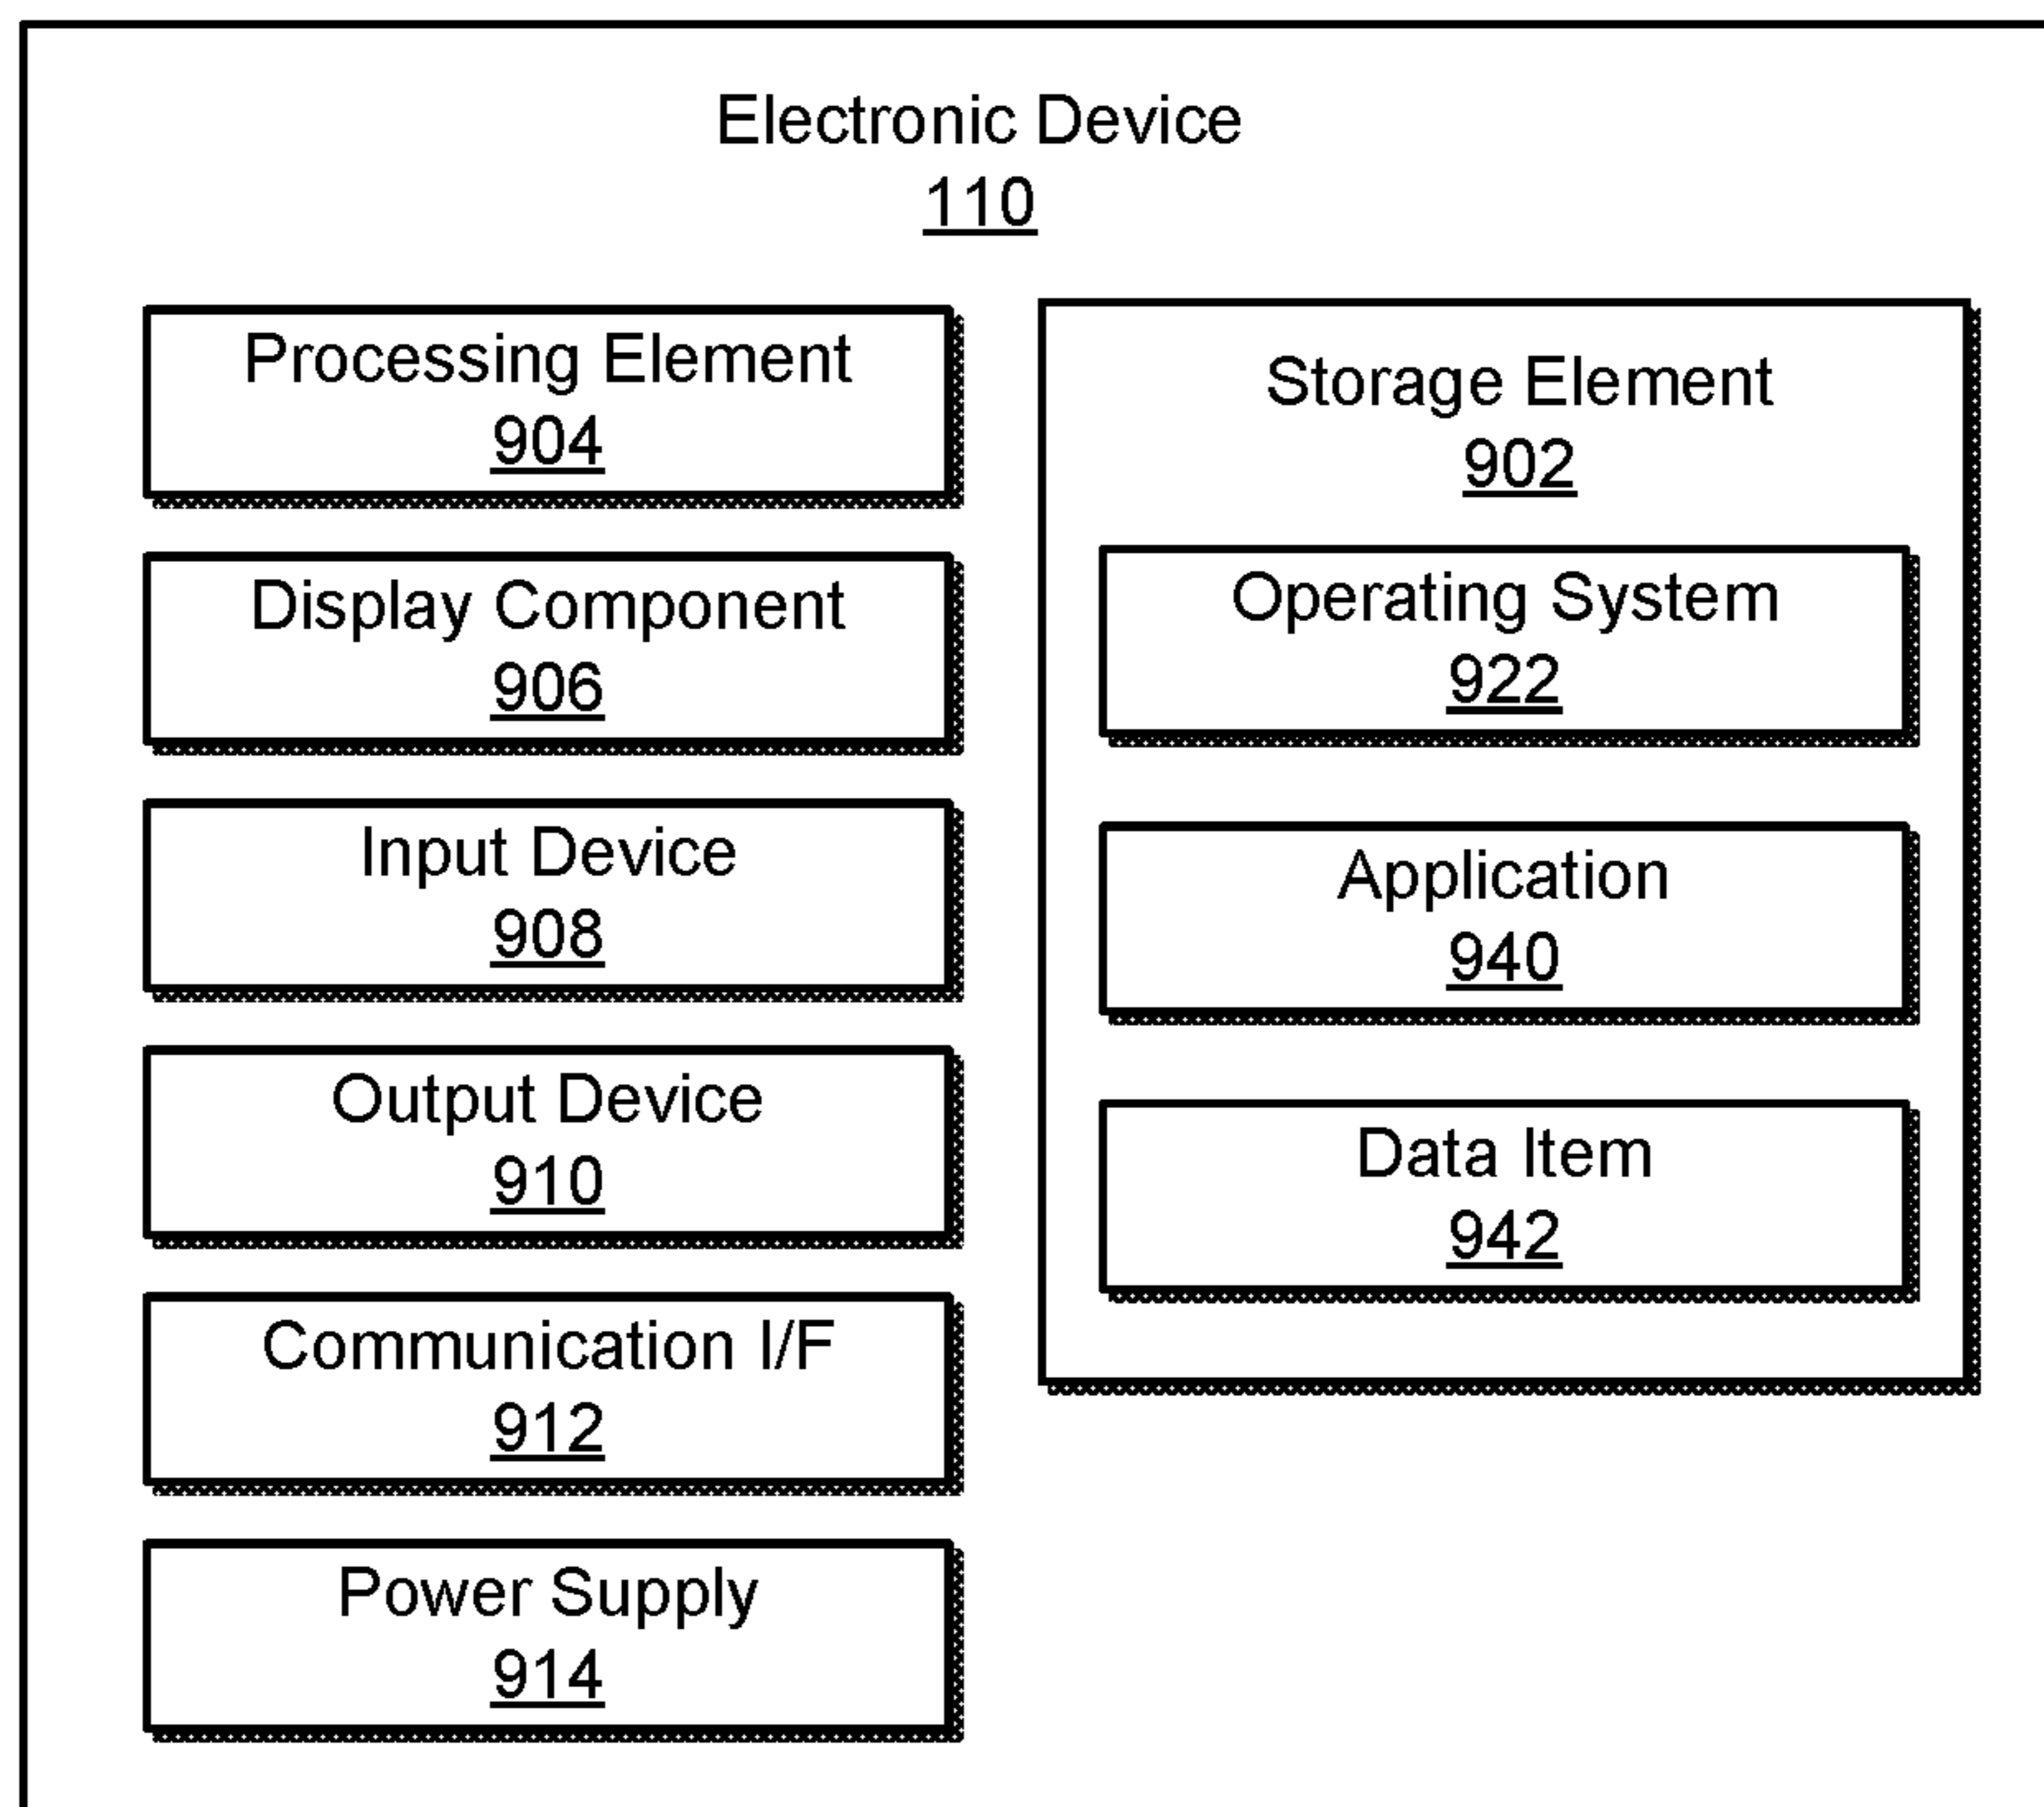 Electronic Device
110
Processing Element
904
Display Component
906
Input Device
908
Output Device
910
Communication I/F
912
Power Supply
914
Storage Element
902
Operating System
922
Application
940
Data Item
942